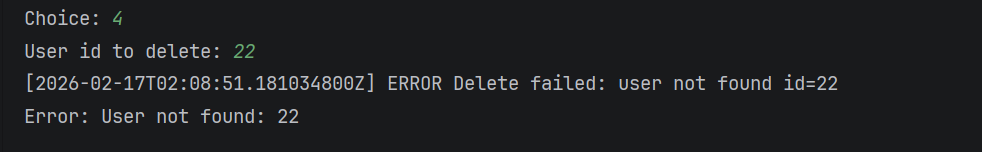 Choice: 4
User id to delete: 22
[2026-02-17T02:08:51.181034800Z] ERROR Delete failed: user not found id=22
Error: User not found: 22